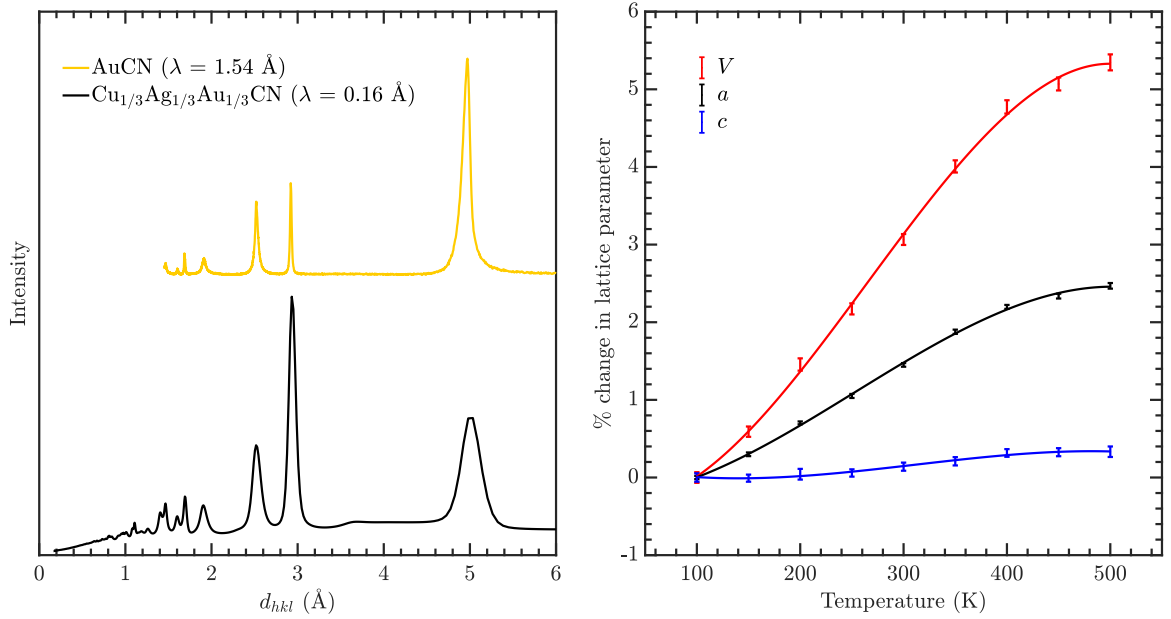 AuCN (λ = 1.54 Å)
Cu1/3Ag1/3Au1/3CN (λ = 0.16 Å)
Intensity
0 1 2 3 4 5 6
dhkl (Å)
V
a
c
% change in lattice parameter
6
5
4
3
2
1
0
-1
100 200 300 400 500
Temperature (K)